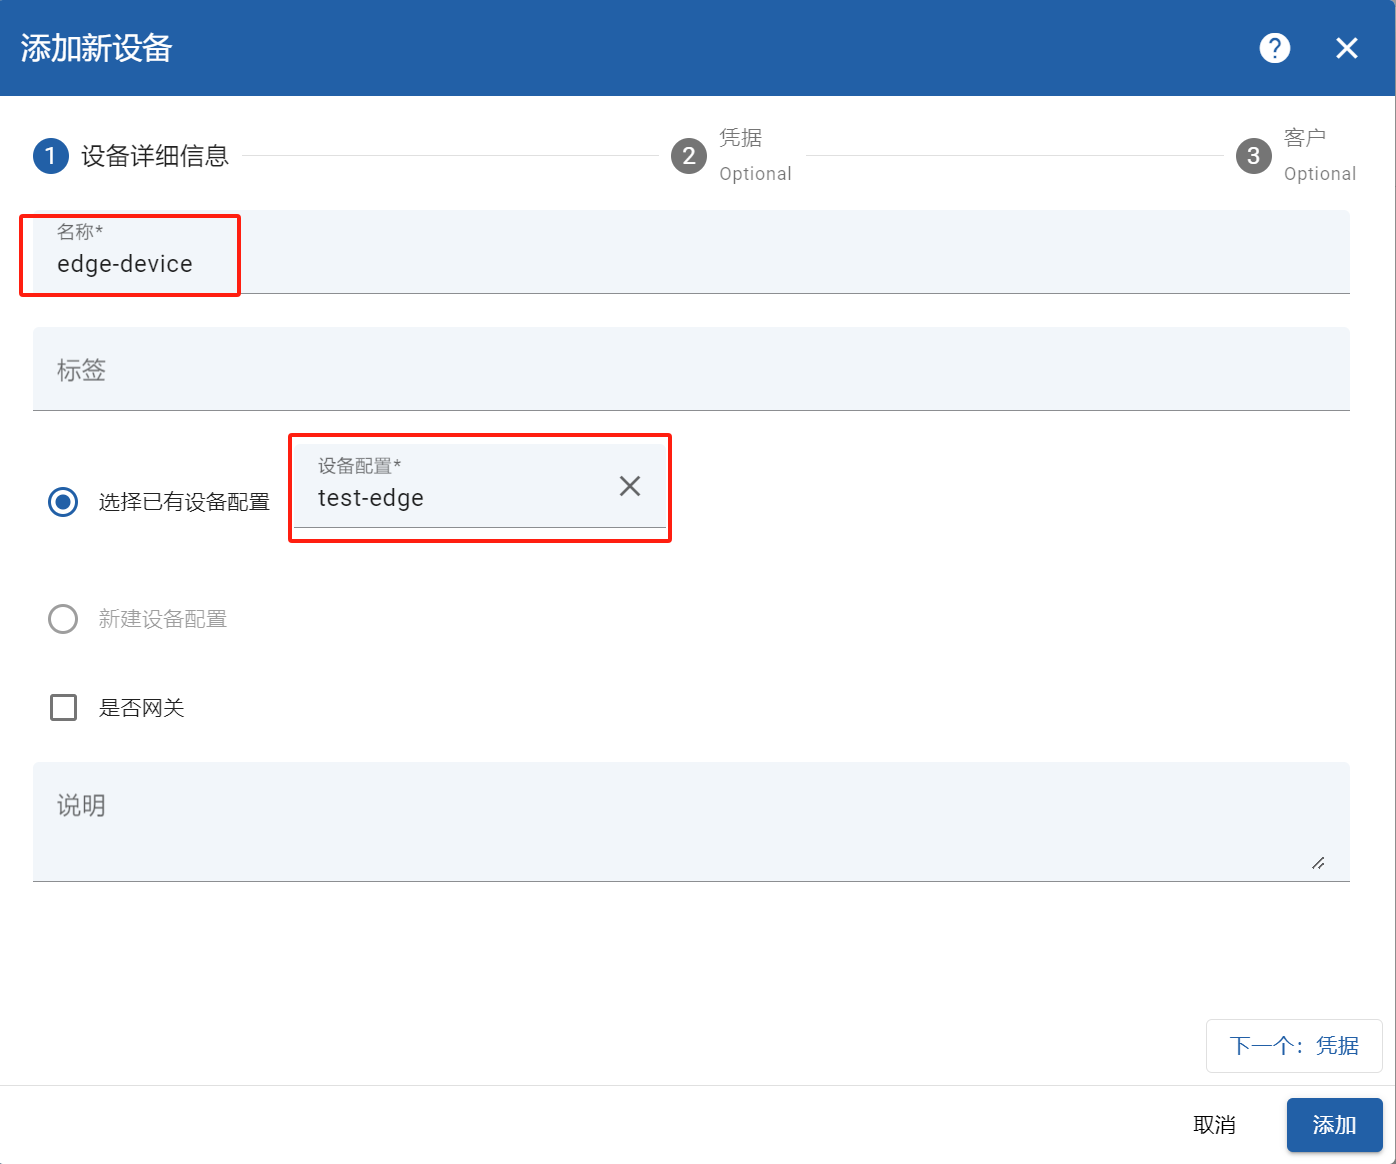 添加新设备
1 设备详细信息
2 凭据
Optional
3 客户
Optional
名称*
edge-device
标签
选择已有设备配置
设备配置*
test-edge
新建设备配置
是否网关
说明
下一个：凭据
取消
添加